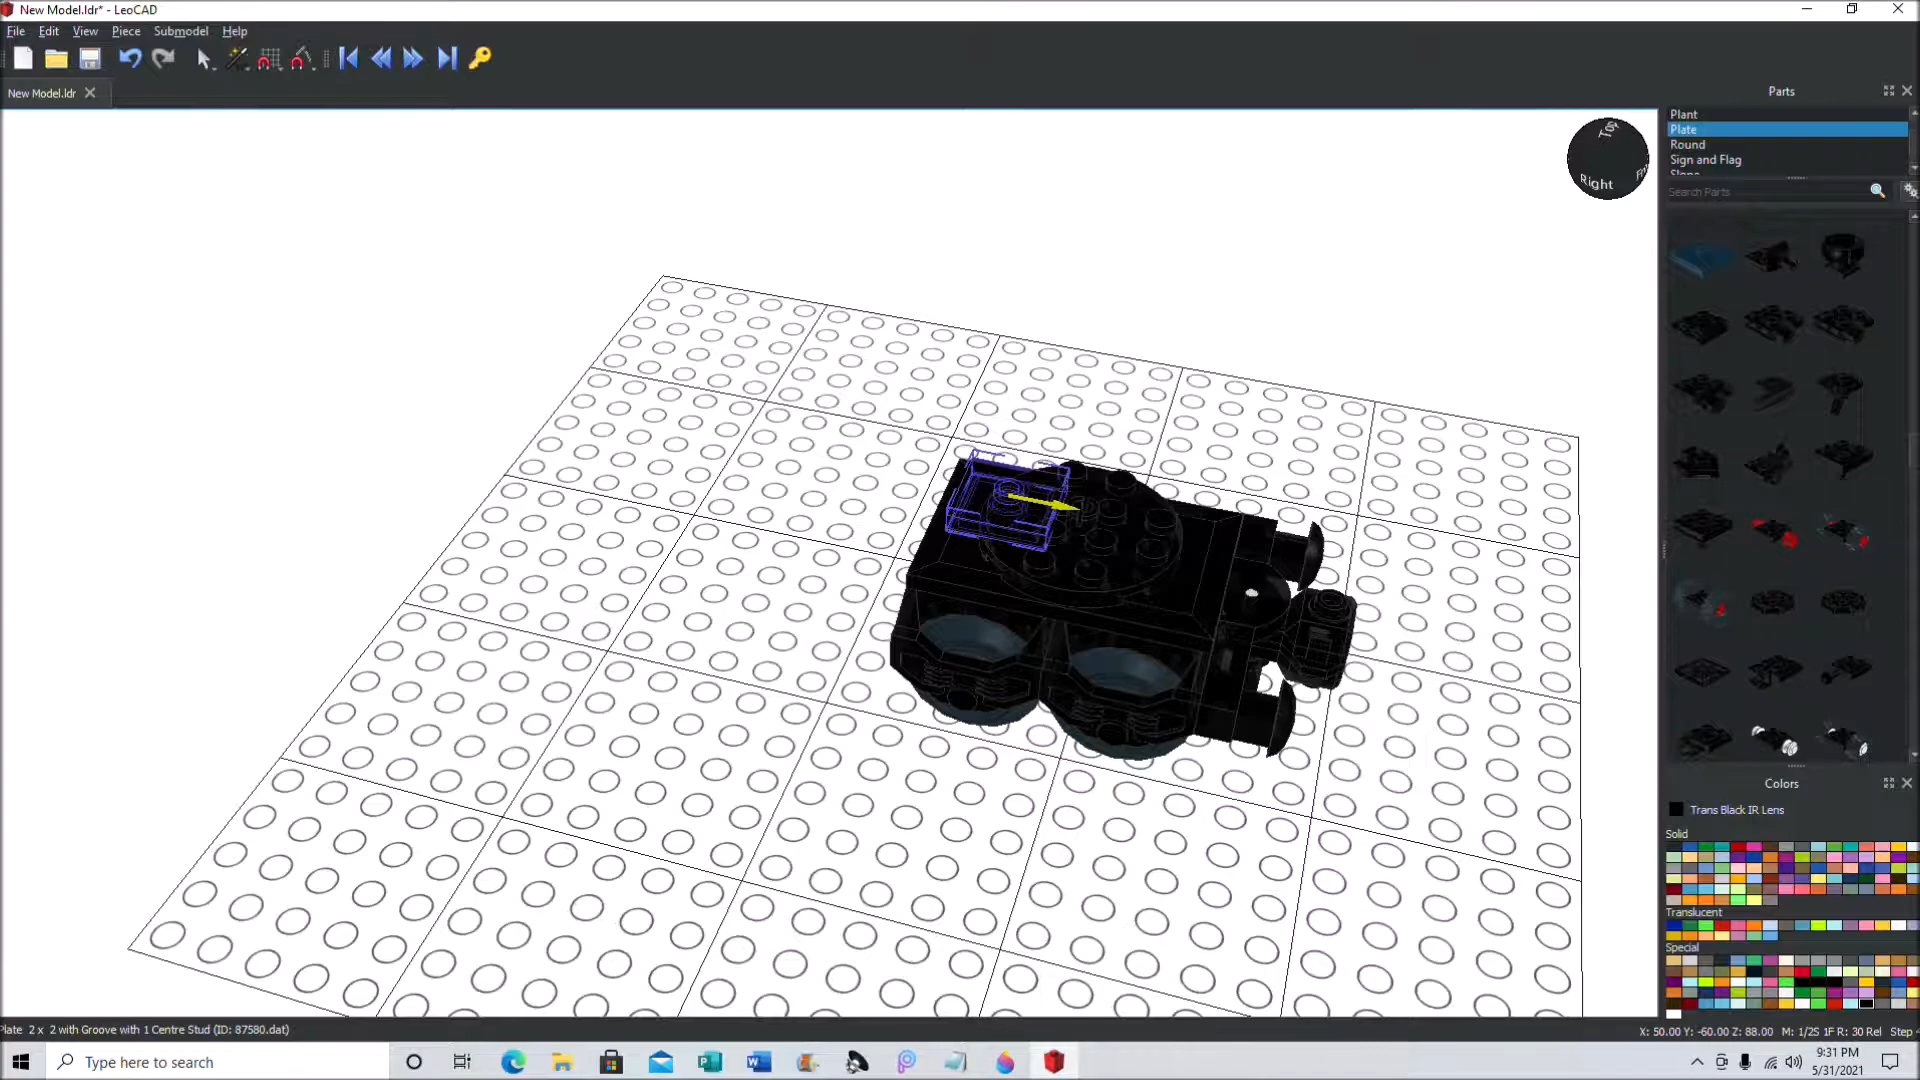 New Model.ldr* - LeoCAD
File Edit View Piece Submodel Help
New Model.ldr
Parts
Plant
Plate
Round
Sign and Flag
Search Parts
Top
Right
Colors
Trans Black IR Lens
Solid
Translucent
Special
Plate 2 x 2 with Groove with 1 Centre Stud (ID: 87580.dat)
X: 50.00 Y: -60.00 Z: 88.00 M: 1/2S 1F R: 30 Rel Step
Type here to search
9:31 PM
5/31/2021